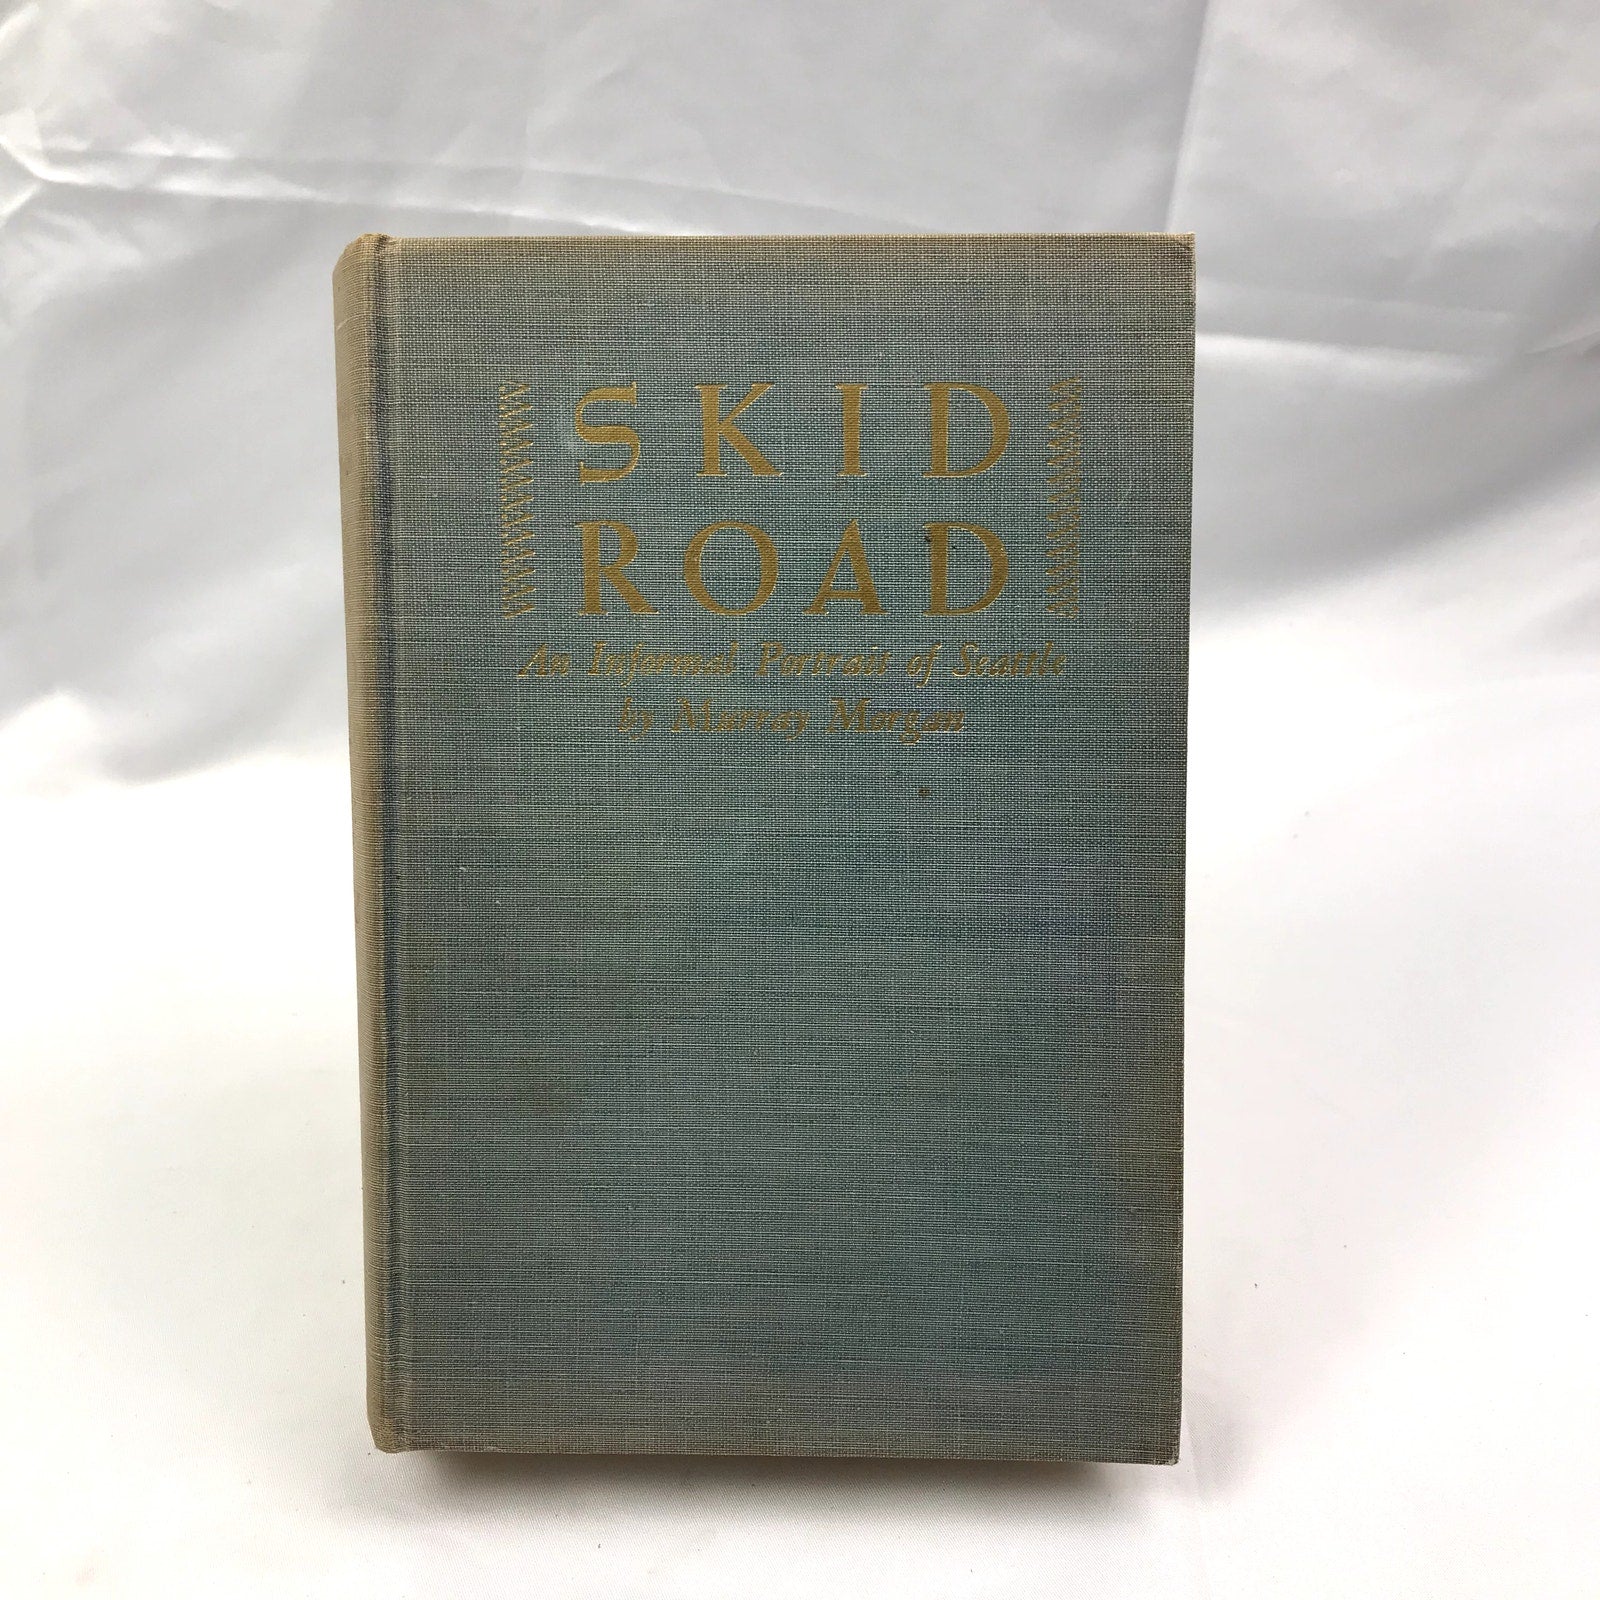 SKID
ROAD
An Informal Portrait of Seattle
by Murray Morgan